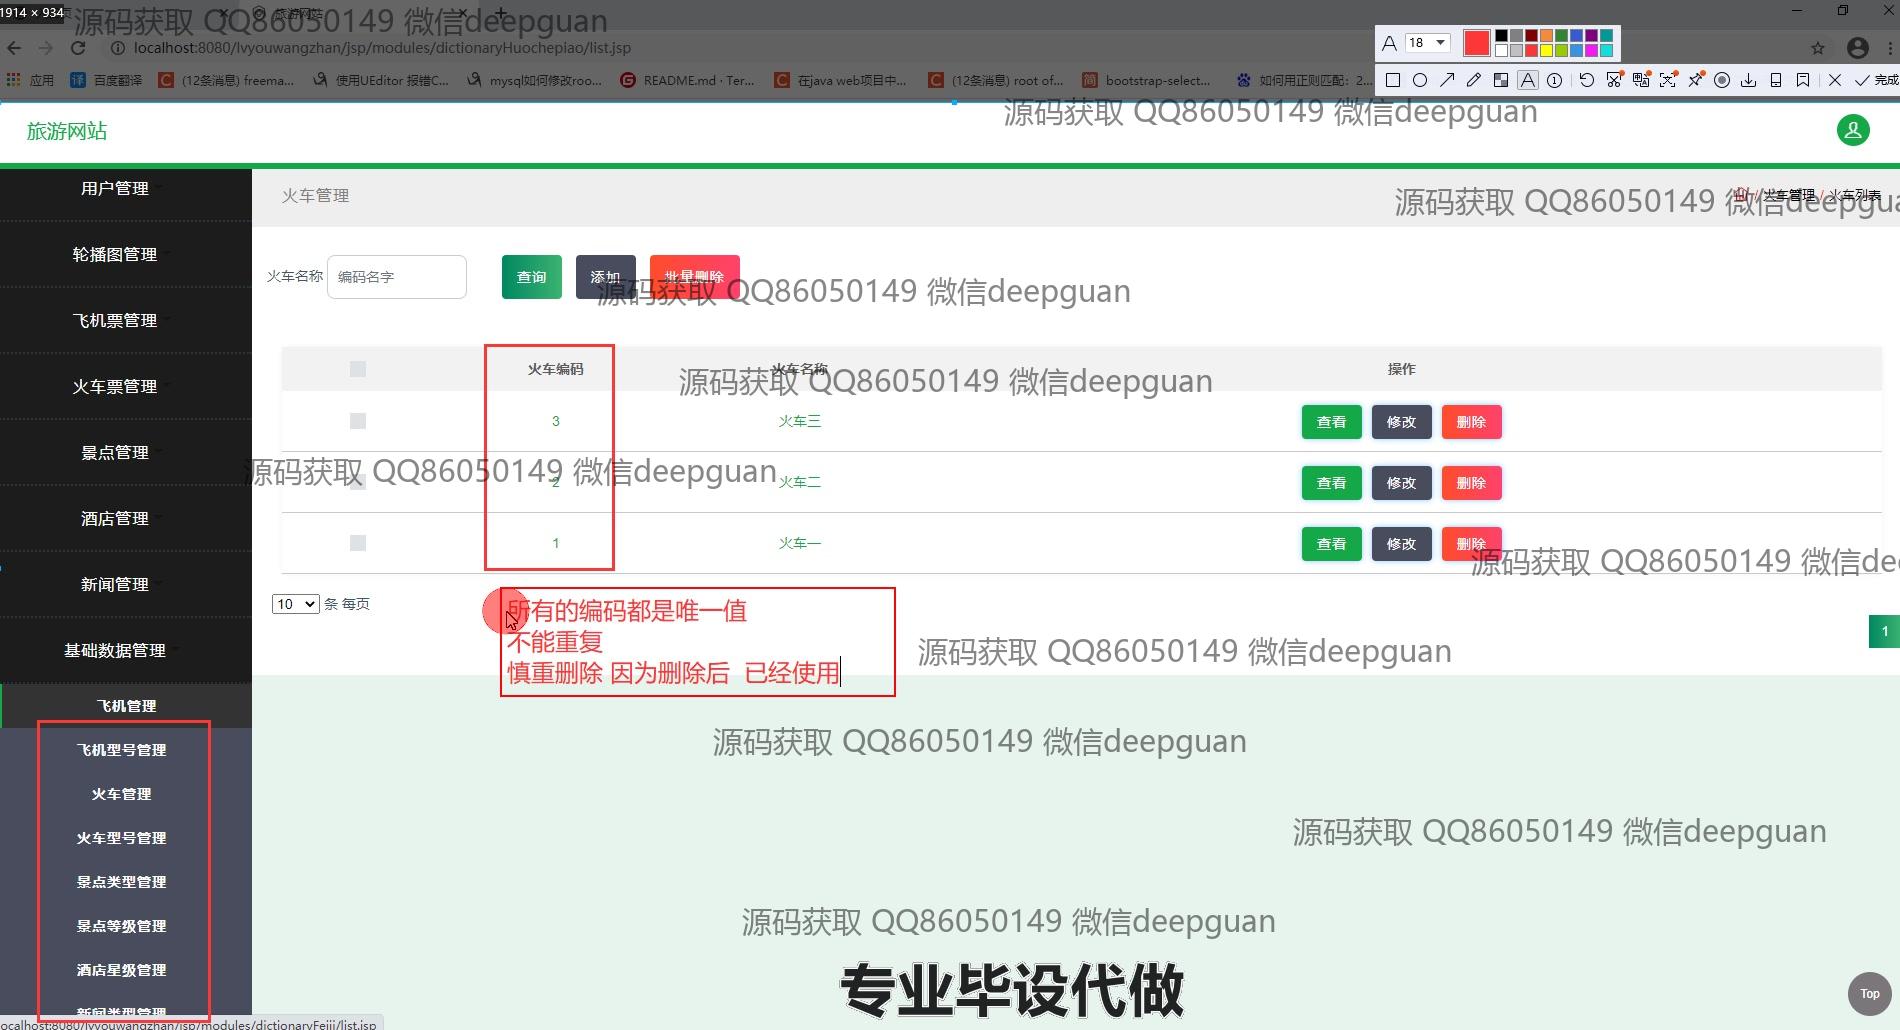 1914 × 934
源码获取 QQ86050149 微信deepguan
旅游网站
localhost:8080/lvyouwangzhan/jsp/modules/dictionaryHuochepiao/list.jsp
A 18
应用 百度翻译 (12条消息) freema... 使用UEditor 报错C... mysql如何修改roo... README.md · Ter... 在java web项目中... (12条消息) root of... bootstrap-select... 如何用正则匹配：2...
完成
源码获取 QQ86050149 微信deepguan
旅游网站
用户管理
火车管理
火车管理 / 火车列表
源码获取 QQ86050149 微信deepgua
轮播图管理
火车名称 编码名字 查询 添加 批量删除
源码获取 QQ86050149 微信deepguan
飞机票管理
火车票管理
火车编码 火车名称 操作
源码获取 QQ86050149 微信deepguan
3 火车三 查看 修改 删除
景点管理
源码获取 QQ86050149 微信deepguan
2 火车二 查看 修改 删除
酒店管理
1 火车一 查看 修改 删除
源码获取 QQ86050149 微信dee
新闻管理
10 条 每页
所有的编码都是唯一值
不能重复
慎重删除 因为删除后 已经使用
1
源码获取 QQ86050149 微信deepguan
基础数据管理
飞机管理
飞机型号管理
源码获取 QQ86050149 微信deepguan
火车管理
火车型号管理
源码获取 QQ86050149 微信deepguan
景点类型管理
景点等级管理
源码获取 QQ86050149 微信deepguan
酒店星级管理
专业毕设代做
Top
新闻类型管理
ocalhost:8080/lvyouwangzhan/jsp/modules/dictionaryFeiji/list.jsp